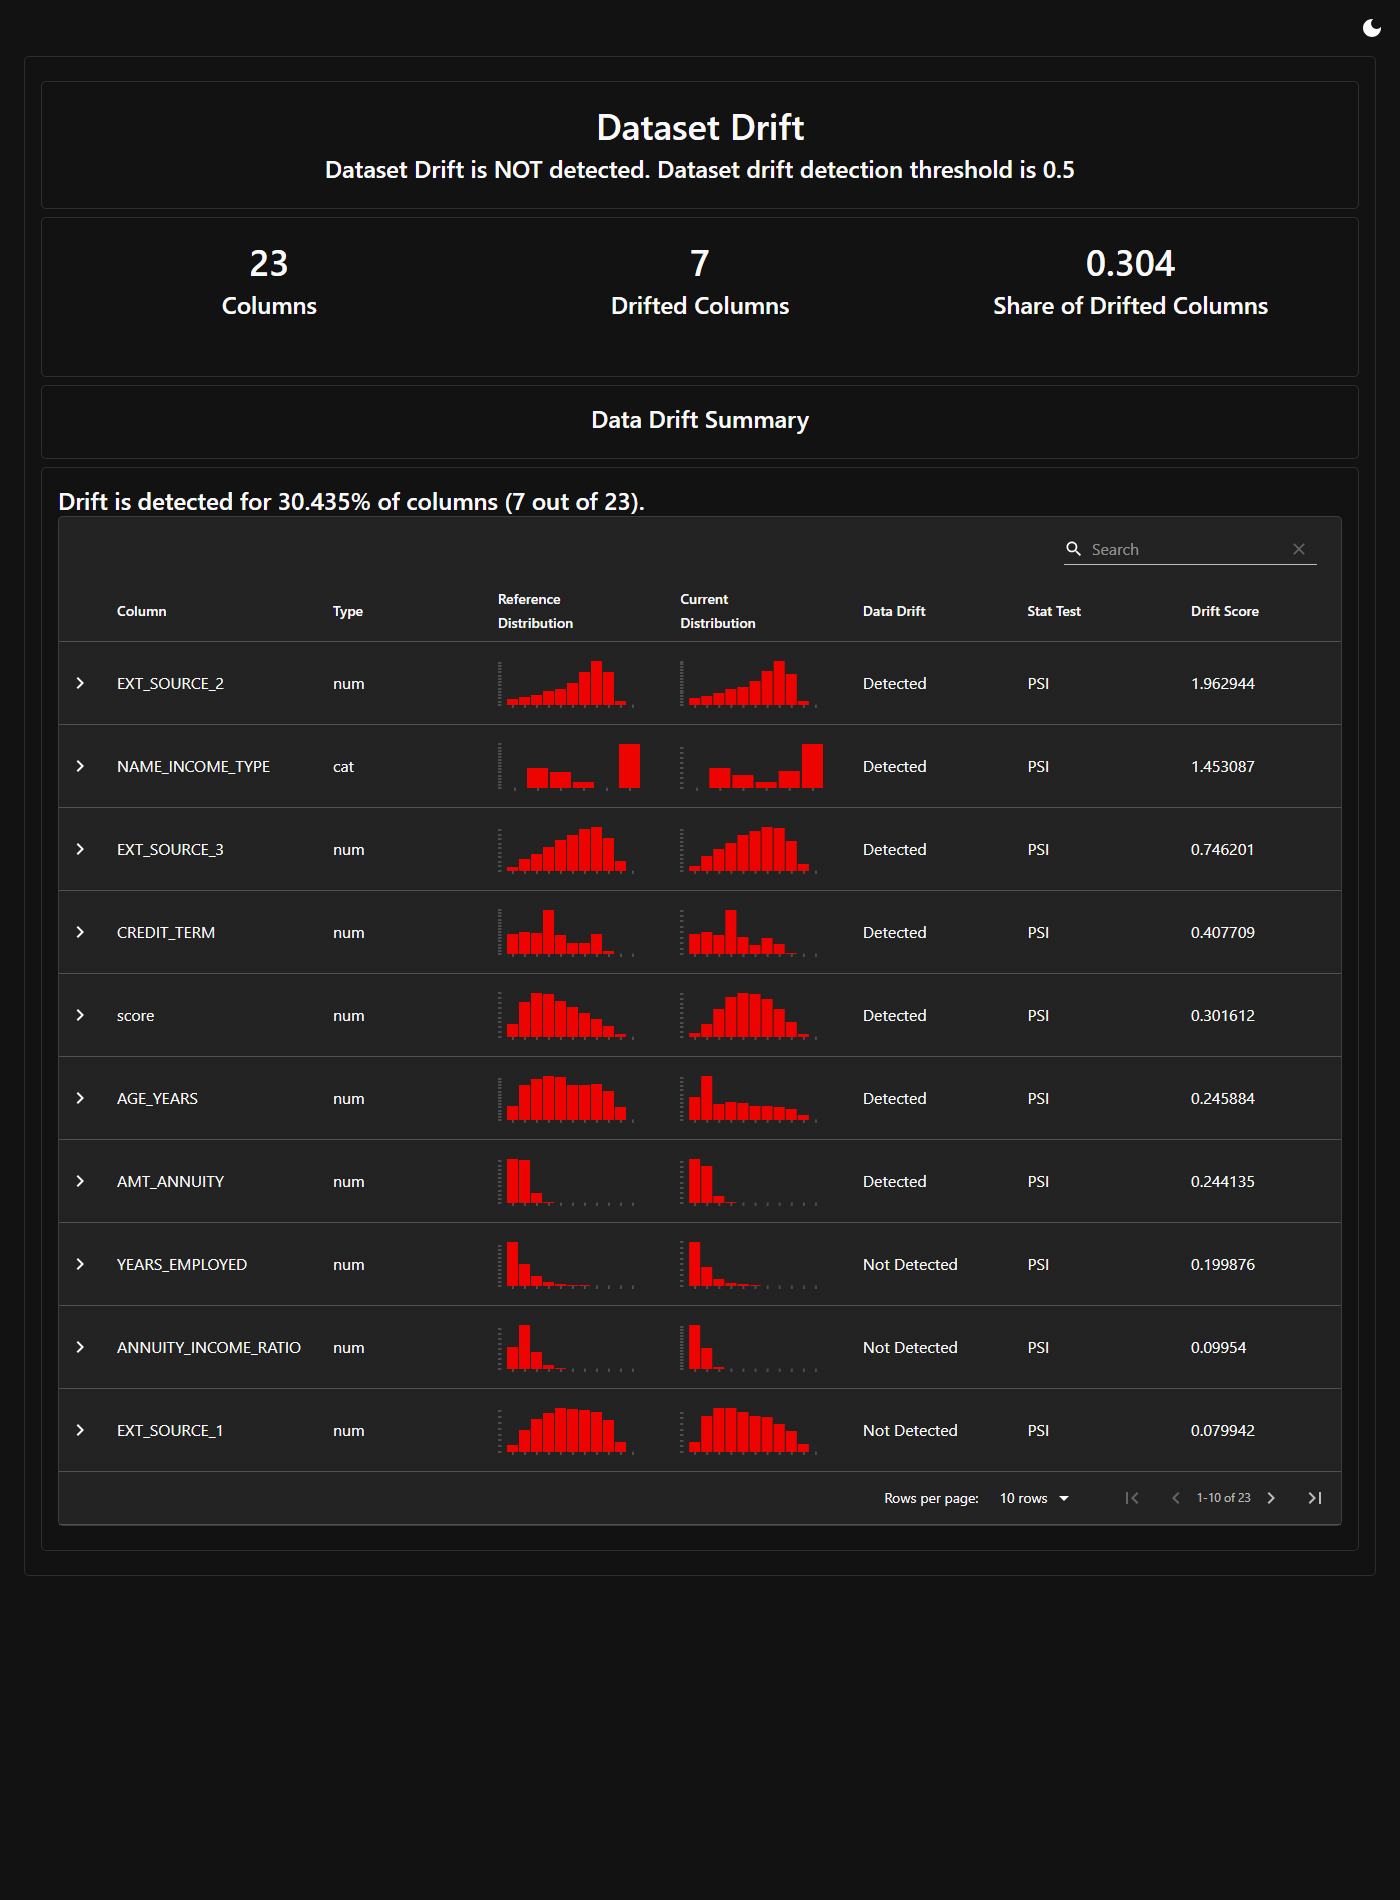 Dataset Drift
Dataset Drift is NOT detected. Dataset drift detection threshold is 0.5
23
Columns
7
Drifted Columns
0.304
Share of Drifted Columns
Data Drift Summary
Drift is detected for 30.435% of columns (7 out of 23).
Search
Column Type Reference Distribution Current Distribution Data Drift Stat Test Drift Score
EXT_SOURCE_2 num Detected PSI 1.962944
NAME_INCOME_TYPE cat Detected PSI 1.453087
EXT_SOURCE_3 num Detected PSI 0.746201
CREDIT_TERM num Detected PSI 0.407709
score num Detected PSI 0.301612
AGE_YEARS num Detected PSI 0.245884
AMT_ANNUITY num Detected PSI 0.244135
YEARS_EMPLOYED num Not Detected PSI 0.199876
ANNUITY_INCOME_RATIO num Not Detected PSI 0.09954
EXT_SOURCE_1 num Not Detected PSI 0.079942
Rows per page: 10 rows 1-10 of 23